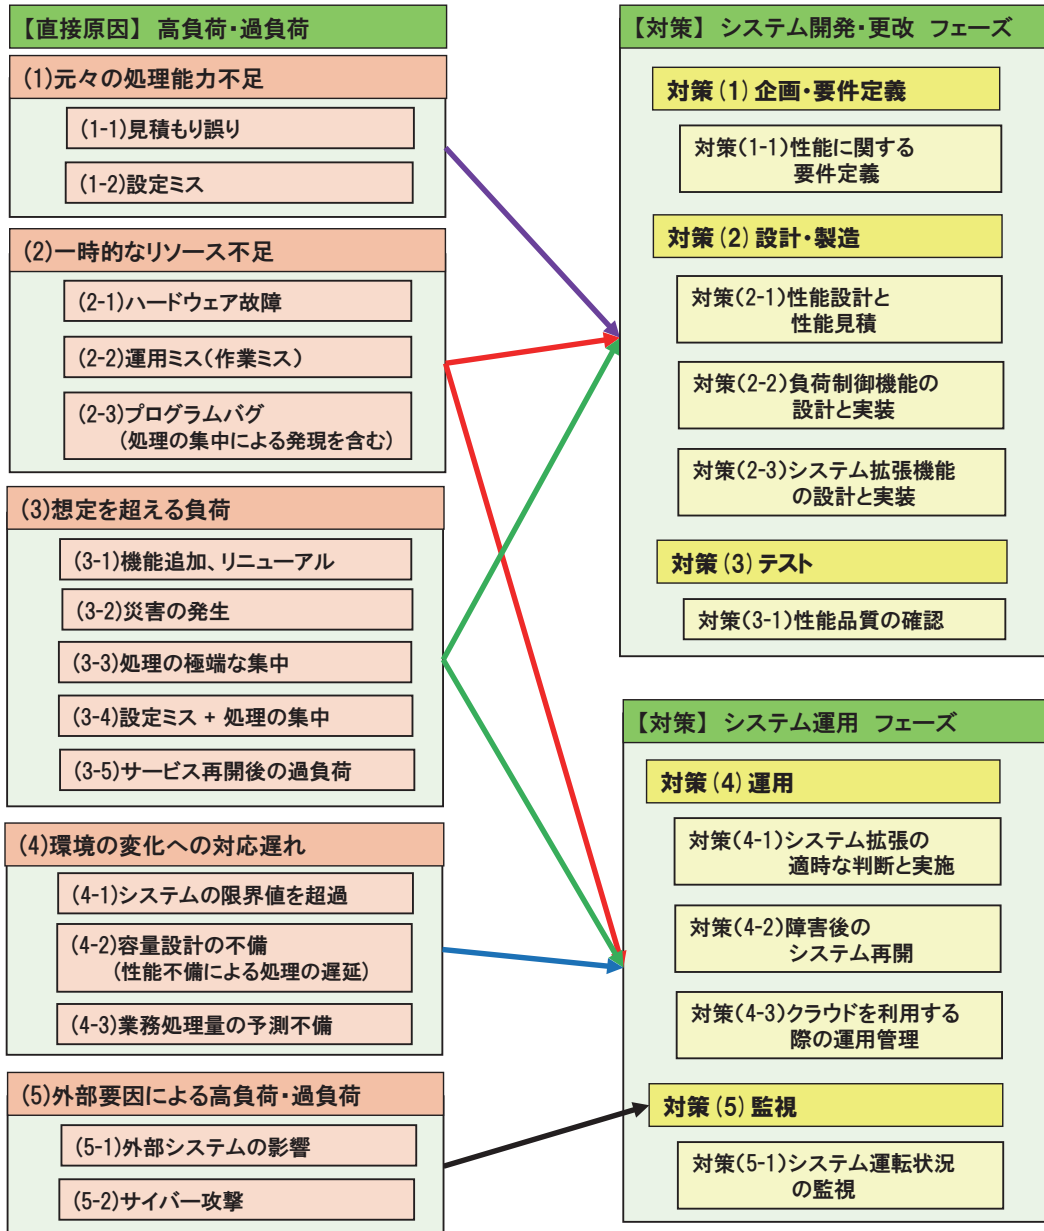 【直接原因】 高負荷・過負荷
(1)元々の処理能力不足
(1-1)見積もり誤り
(1-2)設定ミス
(2)一時的なリソース不足
(2-1)ハードウェア故障
(2-2)運用ミス(作業ミス)
(2-3)プログラムバグ
(処理の集中による発現を含む)
(3)想定を超える負荷
(3-1)機能追加、リニューアル
(3-2)災害の発生
(3-3)処理の極端な集中
(3-4)設定ミス + 処理の集中
(3-5)サービス再開後の過負荷
(4)環境の変化への対応遅れ
(4-1)システムの限界値を超過
(4-2)容量設計の不備
(性能不備による処理の遅延)
(4-3)業務処理量の予測不備
(5)外部要因による高負荷・過負荷
(5-1)外部システムの影響
(5-2)サイバー攻撃
【対策】 システム開発・更改 フェーズ
対策(1)企画・要件定義
対策(1-1)性能に関する
要件定義
対策(2)設計・製造
対策(2-1)性能設計と
性能見積
対策(2-2)負荷制御機能の
設計と実装
対策(2-3)システム拡張機能
の設計と実装
対策(3)テスト
対策(3-1)性能品質の確認
【対策】 システム運用 フェーズ
対策(4)運用
対策(4-1)システム拡張の
適時な判断と実施
対策(4-2)障害後の
システム再開
対策(4-3)クラウドを利用する
際の運用管理
対策(5)監視
対策(5-1)システム運転状況
の監視